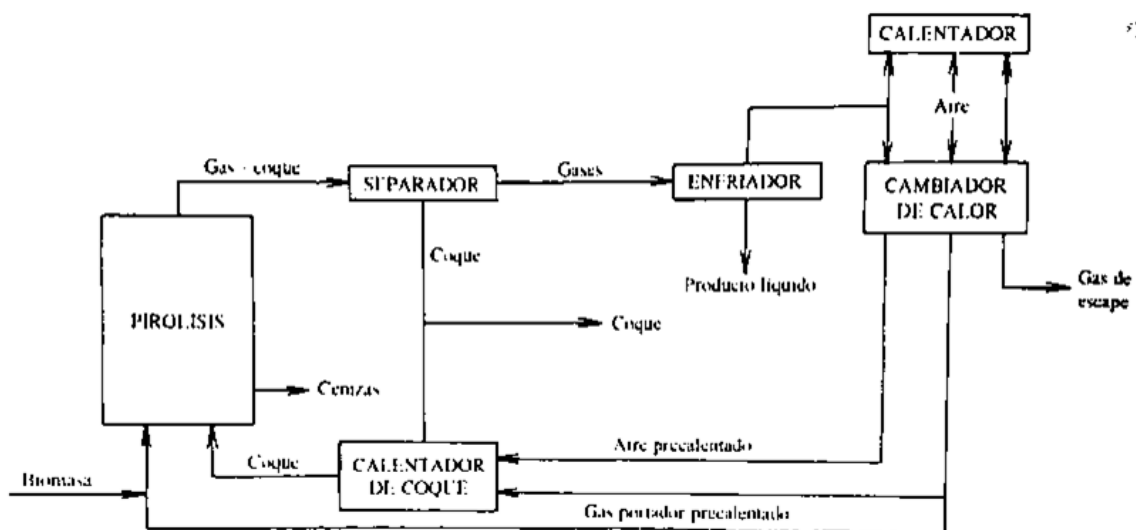 CALENTADOR
Aire
Gas - coque
SEPARADOR
Gases
ENFRIADOR
CAMBIADOR
DE CALOR
Coque
Producto líquido
Gas de
escape
PIROLISIS
Coque
Cenizas
Aire precalentado
Coque
CALENTADOR
DE COQUE
Biomasa
Gas portador precalentado